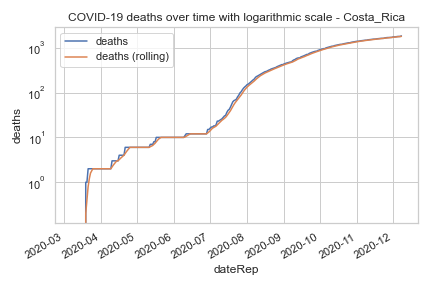 COVID-19 deaths over time with logarithmic scale - Costa_Rica
deaths
deaths (rolling)
10³
10²
10¹
10⁰
deaths
2020-03
2020-04
2020-05
2020-06
2020-07
2020-08
2020-09
2020-10
2020-11
2020-12
dateRep